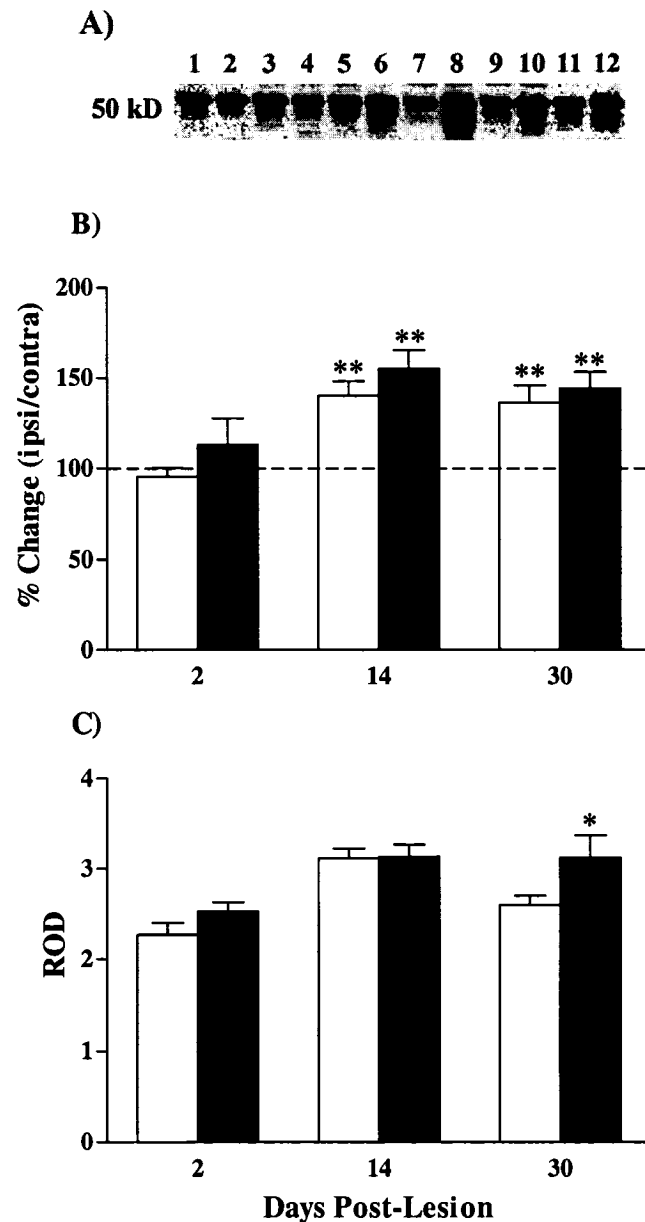 A)
1 2 3 4 5 6 7 8 9 10 11 12
50 kD
B)
% Change (ipsi/contra)
200
150
100
50
0
** ** ** **
2 14 30
C)
ROD
4
3
2
1
0
*
2 14 30
Days Post-Lesion